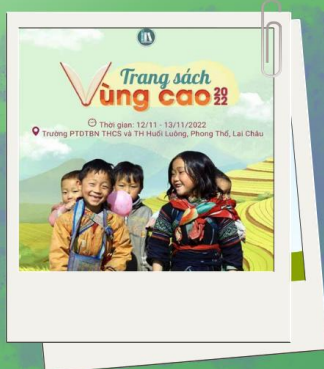 Trang sách
Vùng cao 2022
Thời gian: 12/11 - 13/11/2022
Trường PTDTBN THCS và TH Huổi Luông, Phong Thổ, Lai Châu